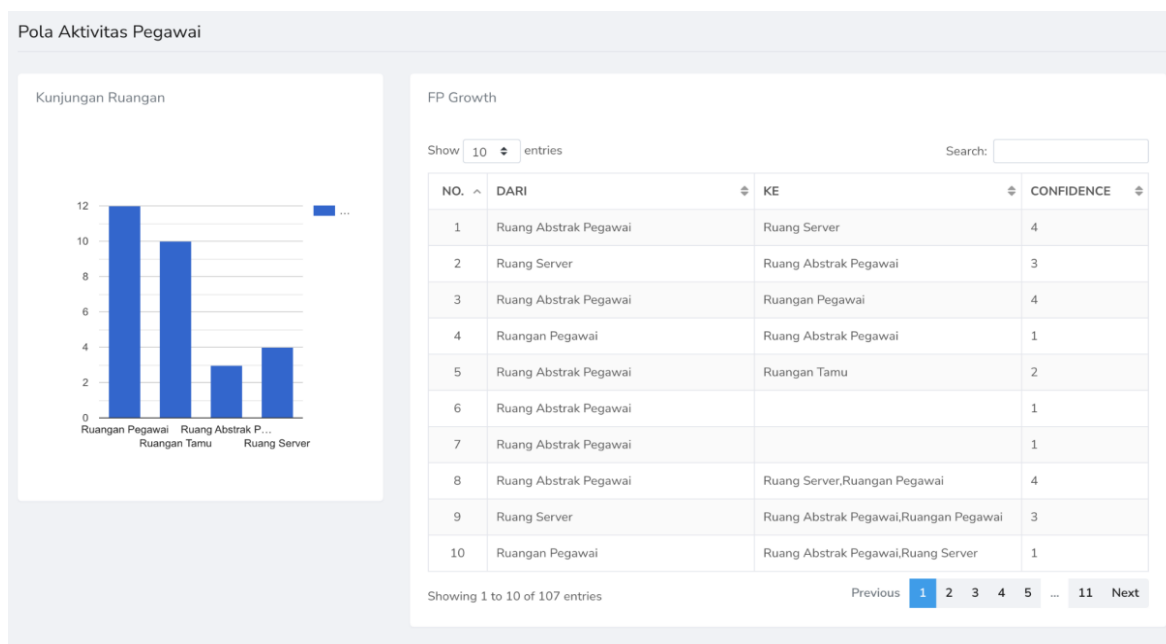 Pola Aktivitas Pegawai
Kunjungan Ruangan
12
10
8
6
4
2
0
Ruangan Pegawai Ruang Abstrak P...
Ruangan Tamu Ruang Server
...
FP Growth
Show 10 entries Search:
NO. DARI KE CONFIDENCE
1 Ruang Abstrak Pegawai Ruang Server 4
2 Ruang Server Ruang Abstrak Pegawai 3
3 Ruang Abstrak Pegawai Ruangan Pegawai 4
4 Ruangan Pegawai Ruang Abstrak Pegawai 1
5 Ruang Abstrak Pegawai Ruangan Tamu 2
6 Ruang Abstrak Pegawai 1
7 Ruang Abstrak Pegawai 1
8 Ruang Abstrak Pegawai Ruang Server,Ruangan Pegawai 4
9 Ruang Server Ruang Abstrak Pegawai,Ruangan Pegawai 3
10 Ruangan Pegawai Ruang Abstrak Pegawai,Ruang Server 1
Showing 1 to 10 of 107 entries Previous 1 2 3 4 5 ... 11 Next